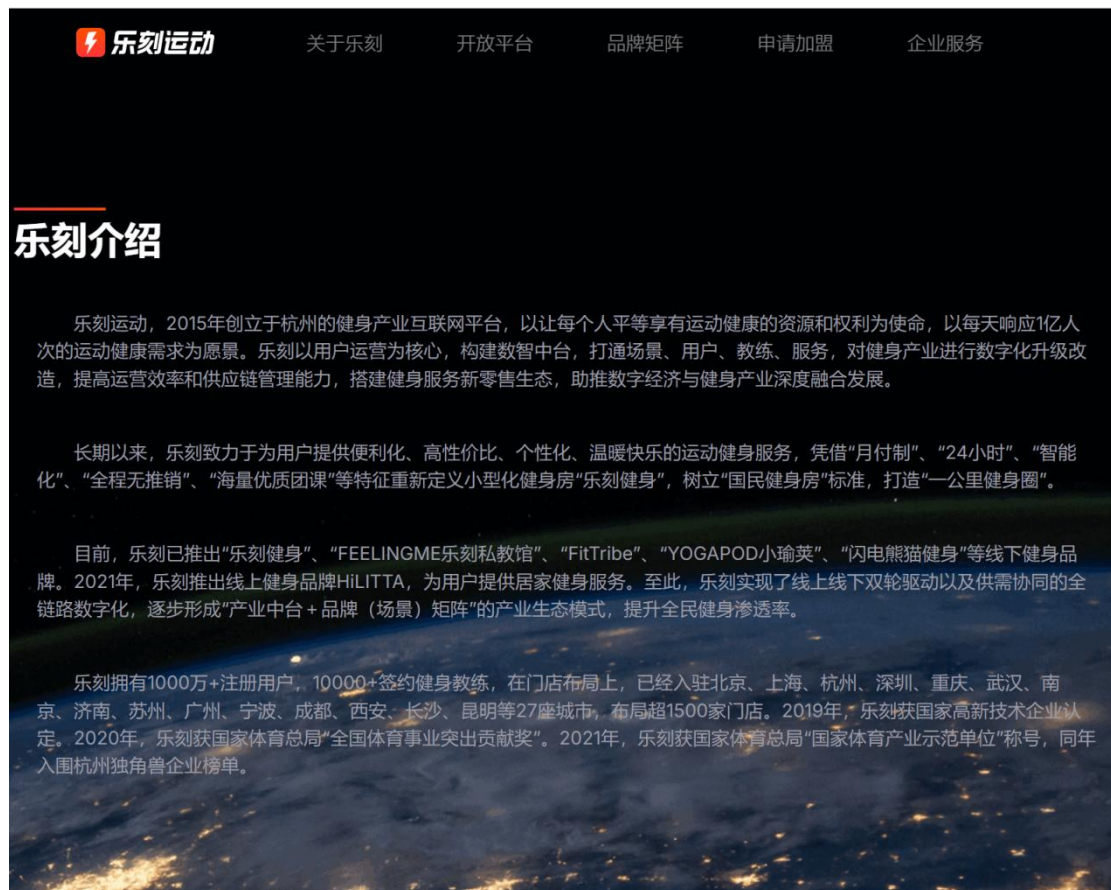 乐刻运动 关于乐刻 开放平台 品牌矩阵 申请加盟 企业服务
乐刻介绍
乐刻运动，2015年创立于杭州的健身产业互联网平台，以让每个人平等享有运动健康的资源和权利为使命，以每天响应1亿人
次的运动健康需求为愿景。乐刻以用户运营为核心，构建数智中台，打通场景、用户、教练、服务，对健身产业进行数字化升级改
造，提高运营效率和供应链管理能力，搭建健身服务新零售生态，助推数字经济与健身产业深度融合发展。
长期以来，乐刻致力于为用户提供便利化、高性价比、个性化、温暖快乐的运动健身服务，凭借“月付制”、“24小时”、“智能
化”、“全程无推销”、“海量优质团课”等特征重新定义小型化健身房“乐刻健身”，树立“国民健身房”标准，打造“一公里健身圈”。
目前，乐刻已推出“乐刻健身”、“FEELINGME乐刻私教馆”、“FitTribe”、“YOGAPOD小瑜荚”、“闪电熊猫健身”等线下健身品
牌。2021年，乐刻推出线上健身品牌HiLITTA，为用户提供居家健身服务。至此，乐刻实现了线上线下双轮驱动以及供需协同的全
链路数字化，逐步形成“产业中台＋品牌（场景）矩阵”的产业生态模式，提升全民健身渗透率。
乐刻拥有1000万+注册用户，10000+签约健身教练，在门店布局上，已经入驻北京、上海、杭州、深圳、重庆、武汉、南
京、济南、苏州、广州、宁波、成都、西安、长沙、昆明等27座城市，布局超1500家门店。2019年，乐刻获国家高新技术企业认
定。2020年，乐刻获国家体育总局“全国体育事业突出贡献奖”。2021年，乐刻获国家体育总局“国家体育产业示范单位”称号，同年
入围杭州独角兽企业榜单。